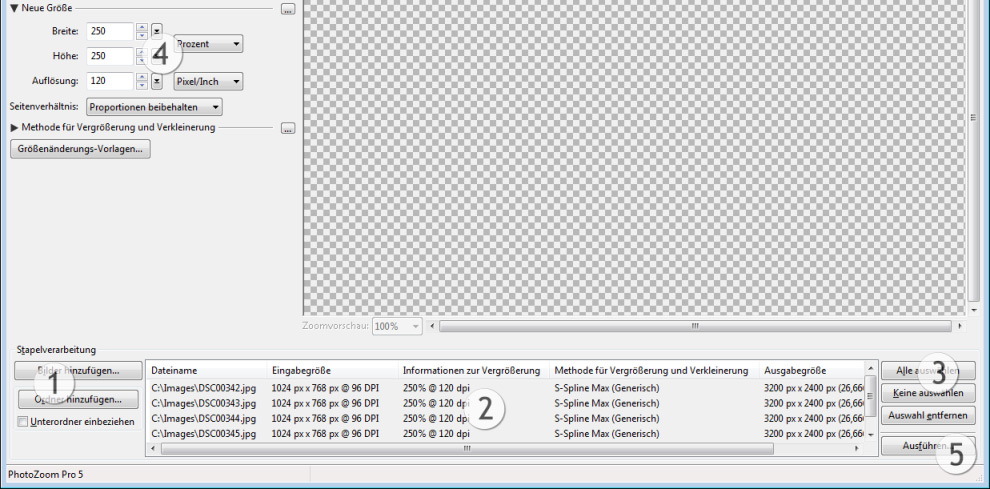 Neue Größe
...
Breite: 250
Prozent
Höhe: 250
4
Auflösung: 120 Pixel/Inch
Seitenverhältnis: Proportionen beibehalten
Methode für Vergrößerung und Verkleinerung
...
Größenänderungs-Vorlagen...
Zoomvorschau: 100%
Stapelverarbeitung
Bilder hinzufügen...
1
Ordner hinzufügen...
Unterordner einbeziehen
Dateiname Eingabegröße Informationen zur Vergrößerung Methode für Vergrößerung und Verkleinerung Ausgabegröße
C:\Images\DSC00342.jpg 1024 px x 768 px @ 96 DPI 250% @ 120 dpi S-Spline Max (Generisch) 3200 px x 2400 px (26,66
C:\Images\DSC00343.jpg 1024 px x 768 px @ 96 DPI 250% @ 120 dpi S-Spline Max (Generisch) 3200 px x 2400 px (26,66
C:\Images\DSC00344.jpg 1024 px x 768 px @ 96 DPI 250% @ 120 dpi S-Spline Max (Generisch) 3200 px x 2400 px (26,66
C:\Images\DSC00345.jpg 1024 px x 768 px @ 96 DPI 250% @ 120 dpi S-Spline Max (Generisch) 3200 px x 2400 px (26,66
2
Alle auswählen
3
Keine auswählen
Auswahl entfernen
Ausführen...
5
PhotoZoom Pro 5